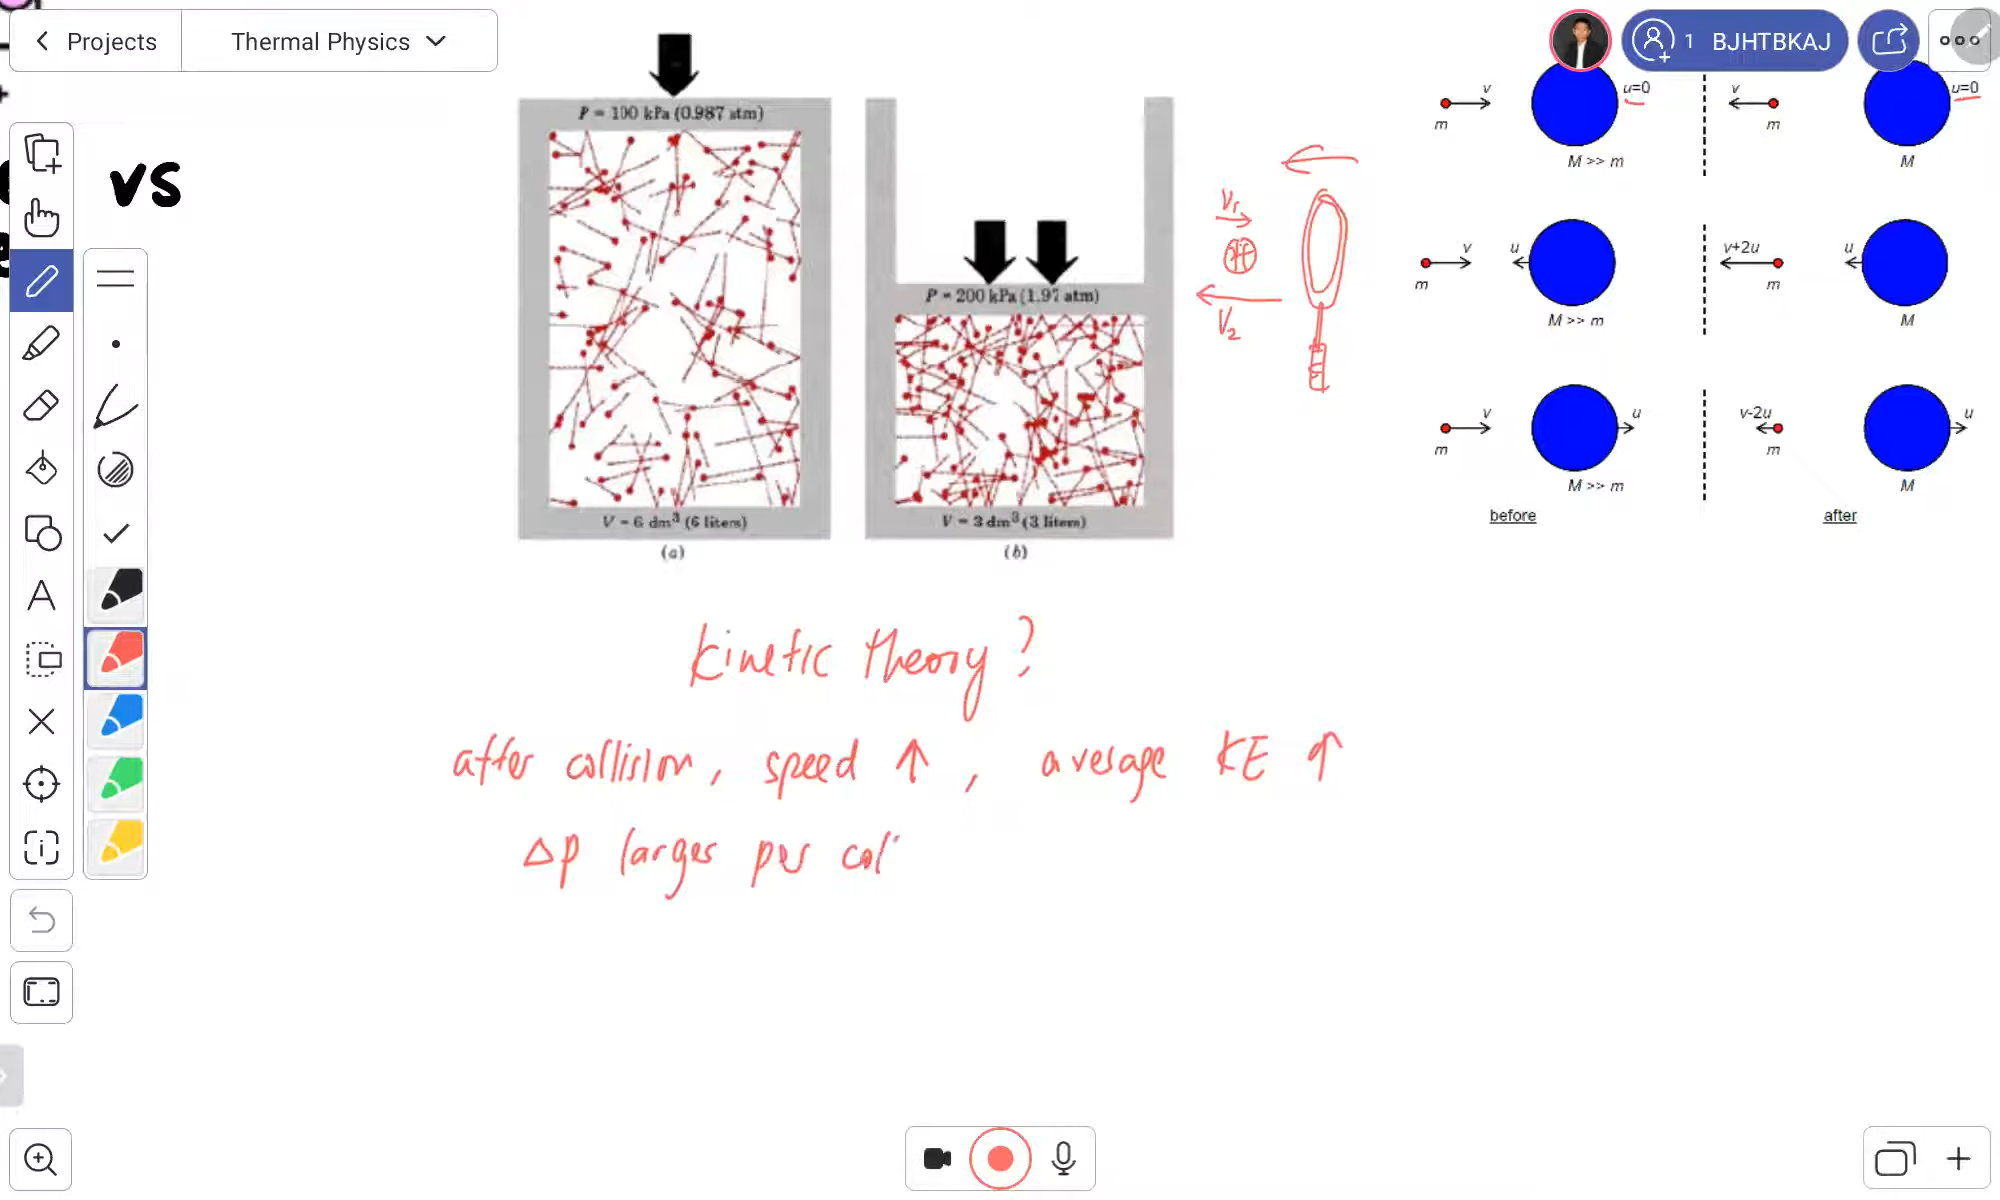 Projects
Thermal Physics
1 BJHTBKAJ
vs
P = 100 kPa (0.987 atm)
V = 6 dm³ (6 liters)
(a)
P = 200 kPa (1.97 atm)
V = 3 dm³ (3 liters)
(b)
V₁
V₂
v
m
u=0
M >> m
v
m
u=0
M
v
m
u
M >> m
v+2u
m
u
M
v
m
u
M >> m
v-2u
m
u
M
before
after
kinetic theory?
after collision, speed ↑, average KE ↑
Δp larges per col